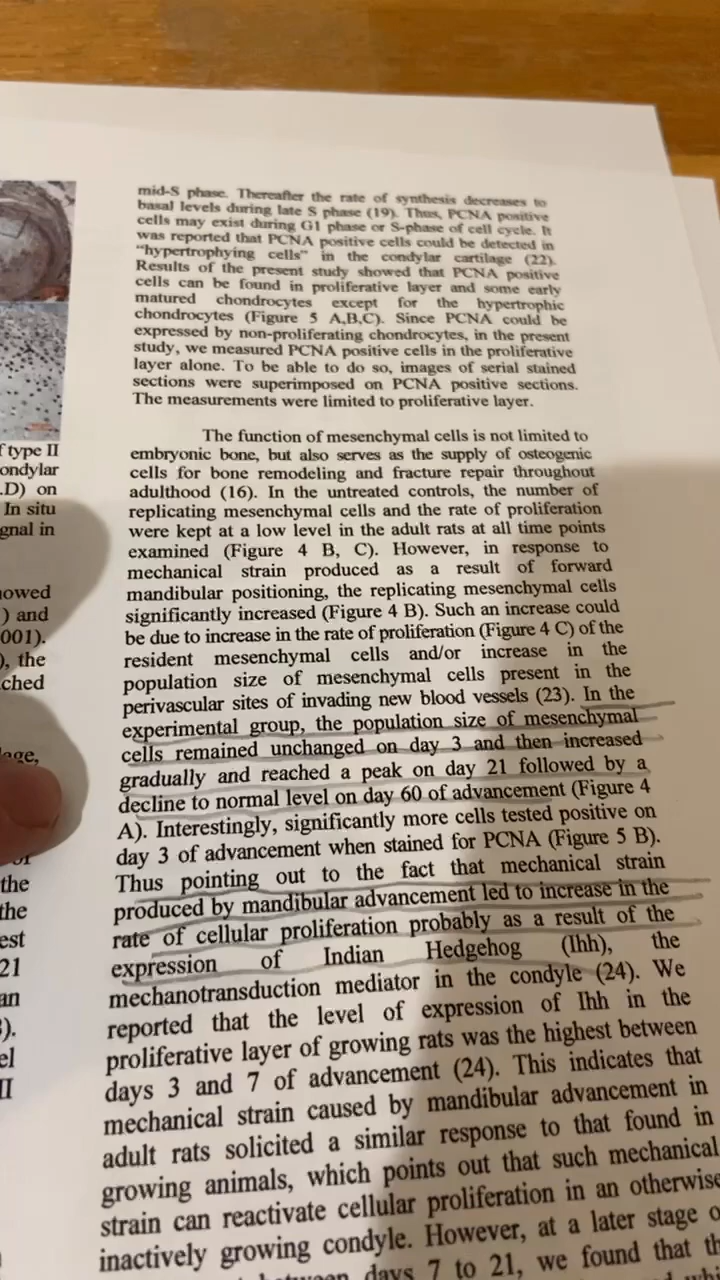 f type II
ondylar
.D) on
In situ
gnal in
owed
) and
001).
), the
ched
age,
or
the
the
est
21
an
).
el
II
mid-S phase. Thereafter the rate of synthesis decreases to
basal levels during late S phase (19). Thus, PCNA positive
cells may exist during G1 phase or S-phase of cell cycle. It
was reported that PCNA positive cells could be detected in
“hypertrophying cells” in the condylar cartilage (22).
Results of the present study showed that PCNA positive
cells can be found in proliferative layer and some early
matured chondrocytes except for the hypertrophic
chondrocytes (Figure 5 A,B,C). Since PCNA could be
expressed by non-proliferating chondrocytes, in the present
study, we measured PCNA positive cells in the proliferative
layer alone. To be able to do so, images of serial stained
sections were superimposed on PCNA positive sections.
The measurements were limited to proliferative layer.
The function of mesenchymal cells is not limited to
embryonic bone, but also serves as the supply of osteogenic
cells for bone remodeling and fracture repair throughout
adulthood (16). In the untreated controls, the number of
replicating mesenchymal cells and the rate of proliferation
were kept at a low level in the adult rats at all time points
examined (Figure 4 B, C). However, in response to
mechanical strain produced as a result of forward
mandibular positioning, the replicating mesenchymal cells
significantly increased (Figure 4 B). Such an increase could
be due to increase in the rate of proliferation (Figure 4 C) of the
resident mesenchymal cells and/or increase in the
population size of mesenchymal cells present in the
perivascular sites of invading new blood vessels (23). In the
experimental group, the population size of mesenchymal
cells remained unchanged on day 3 and then increased
gradually and reached a peak on day 21 followed by a
decline to normal level on day 60 of advancement (Figure 4
A). Interestingly, significantly more cells tested positive on
day 3 of advancement when stained for PCNA (Figure 5 B).
Thus pointing out to the fact that mechanical strain
produced by mandibular advancement led to increase in the
rate of cellular proliferation probably as a result of the
expression of Indian Hedgehog (Ihh), the
mechanotransduction mediator in the condyle (24). We
reported that the level of expression of Ihh in the
proliferative layer of growing rats was the highest between
days 3 and 7 of advancement (24). This indicates that
mechanical strain caused by mandibular advancement in
adult rats solicited a similar response to that found in
growing animals, which points out that such mechanical
strain can reactivate cellular proliferation in an otherwise
inactively growing condyle. However, at a later stage o
days 7 to 21, we found that th